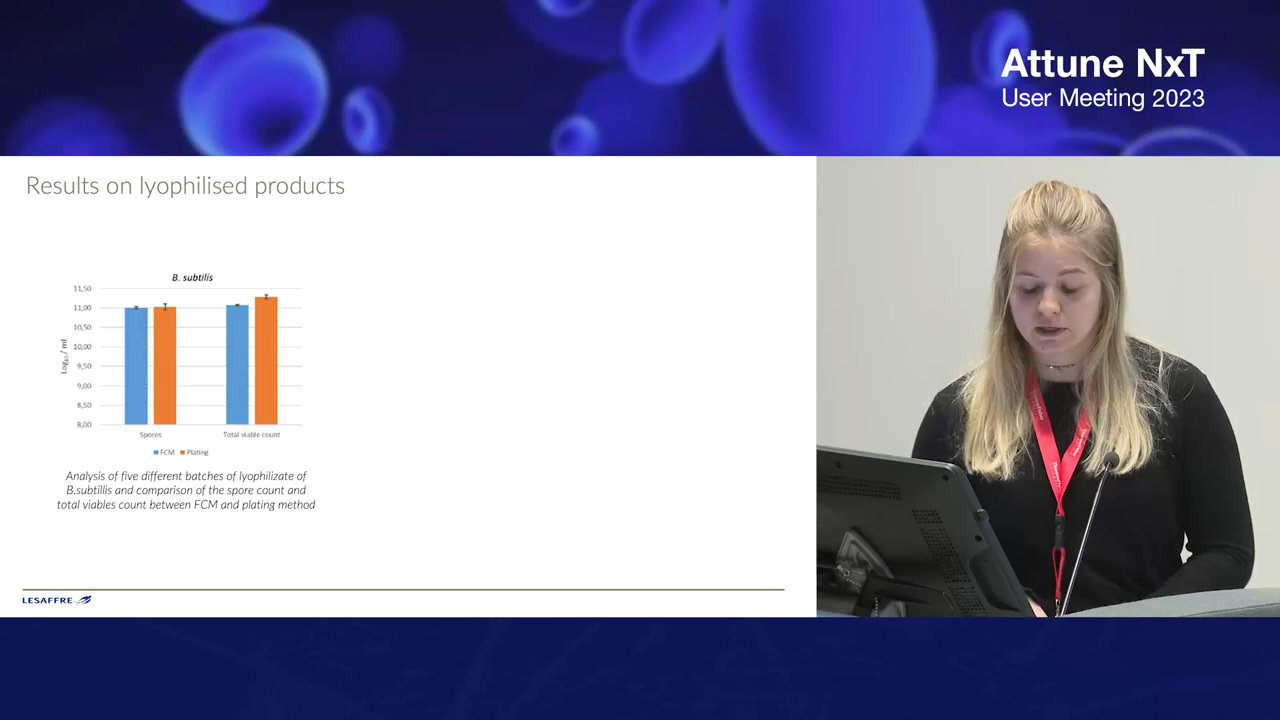 Attune NxT
User Meeting 2023
Results on lyophilised products
B. subtilis
11,50
11,00
10,50
10,00
9,50
9,00
8,50
8,00
Log₁₀ / ml
Spores
Total viable count
FCM
Plating
Analysis of five different batches of lyophilizate of
B.subtillis and comparison of the spore count and
total viables count between FCM and plating method
LESAFFRE